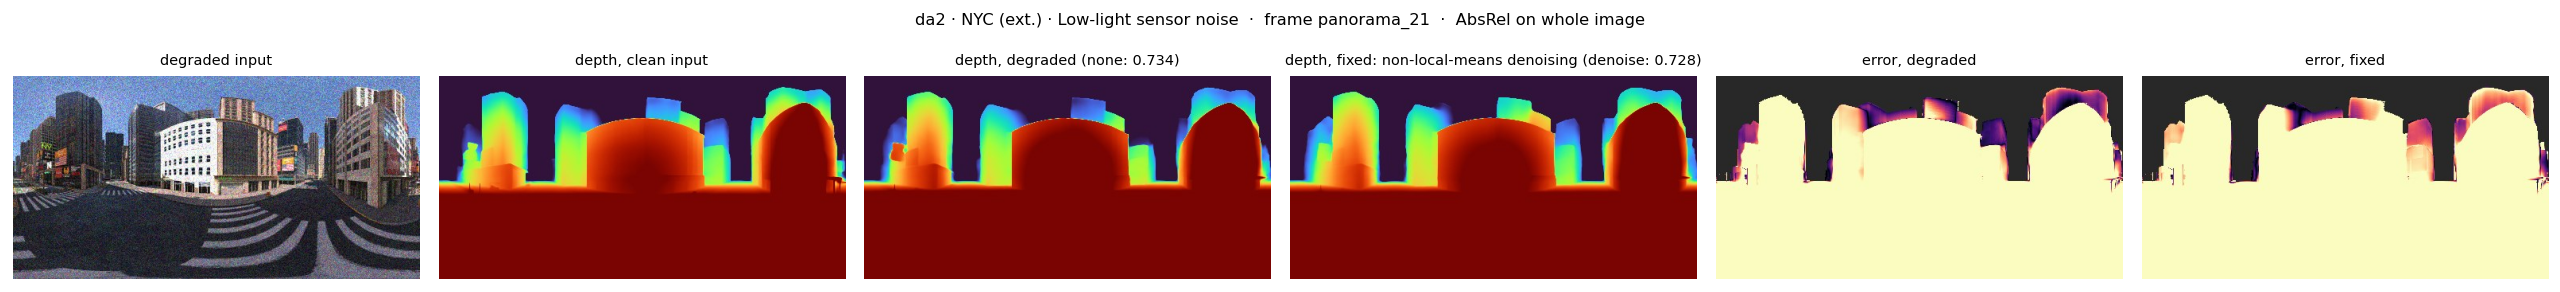 da2 · NYC (ext.) · Low-light sensor noise · frame panorama_21 · AbsRel on whole image
degraded input
depth, clean input
depth, degraded (none: 0.734)
depth, fixed: non-local-means denoising (denoise: 0.728)
error, degraded
error, fixed